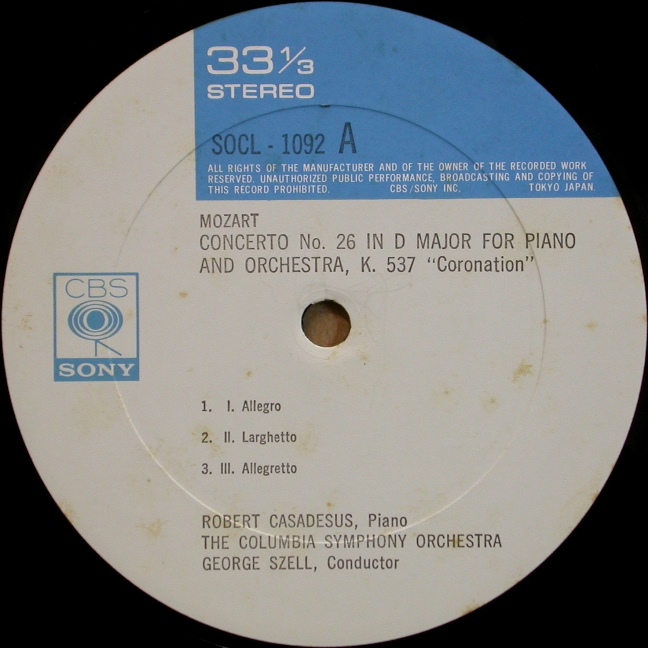 33 1/3
STEREO
SOCL - 1092 A
ALL RIGHTS OF THE MANUFACTURER AND OF THE OWNER OF THE RECORDED WORK
RESERVED. UNAUTHORIZED PUBLIC PERFORMANCE, BROADCASTING AND COPYING OF
THIS RECORD PROHIBITED. CBS/SONY INC. TOKYO JAPAN.
MOZART
CONCERTO No. 26 IN D MAJOR FOR PIANO
AND ORCHESTRA, K. 537 “Coronation”
CBS
SONY
1. I. Allegro
2. II. Larghetto
3. III. Allegretto
ROBERT CASADESUS, Piano
THE COLUMBIA SYMPHONY ORCHESTRA
GEORGE SZELL, Conductor